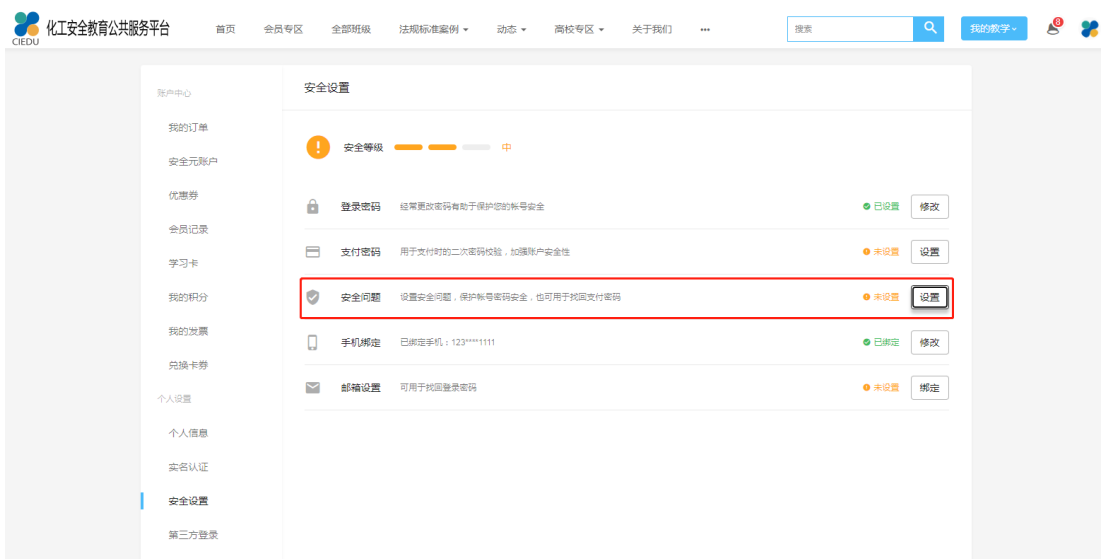 化工安全教育公共服务平台 首页 会员专区 全部班级 法规标准案例 动态 高校专区 关于我们 ••• 搜索 我的教学 8
CIEDU
账户中心
我的订单
安全元账户
优惠券
会员记录
学习卡
我的积分
我的发票
兑换卡券
个人设置
个人信息
实名认证
安全设置
第三方登录
安全设置
安全等级 中
登录密码 经常更改密码有助于保护您的帐号安全 已设置 修改
支付密码 用于支付时的二次密码校验，加强账户安全性 未设置 设置
安全问题 设置安全问题，保护帐号密码安全，也可用于找回支付密码 未设置 设置
手机绑定 已绑定手机：123****1111 已绑定 修改
邮箱设置 可用于找回登录密码 未设置 绑定